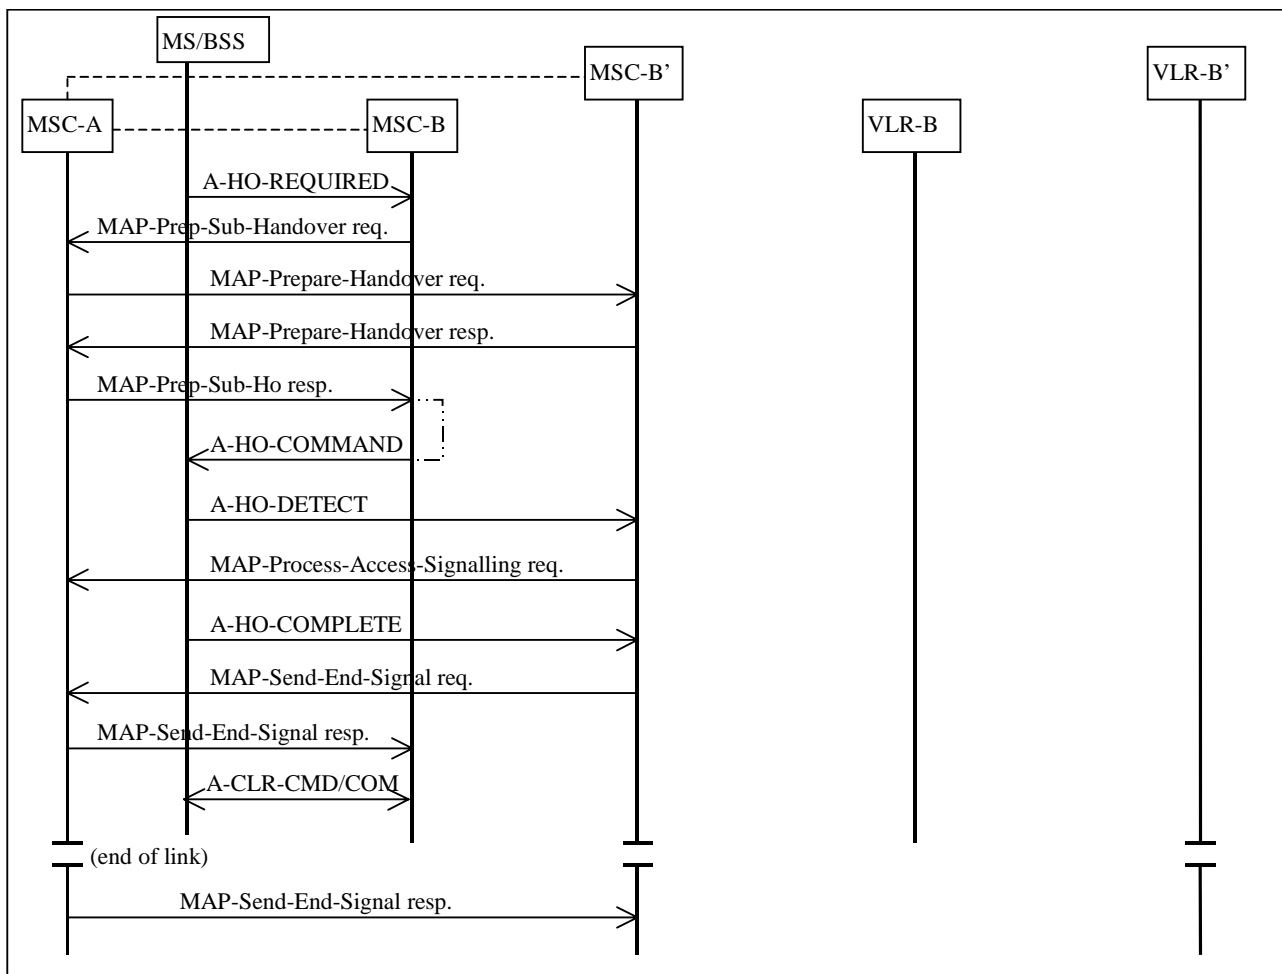 MS/BSS
MSC-B’
VLR-B’
MSC-A
MSC-B
VLR-B
A-HO-REQUIRED
MAP-Prep-Sub-Handover req.
MAP-Prepare-Handover req.
MAP-Prepare-Handover resp.
MAP-Prep-Sub-Ho resp.
A-HO-COMMAND
A-HO-DETECT
MAP-Process-Access-Signalling req.
A-HO-COMPLETE
MAP-Send-End-Signal req.
MAP-Send-End-Signal resp.
A-CLR-CMD/COM
(end of link)
MAP-Send-End-Signal resp.